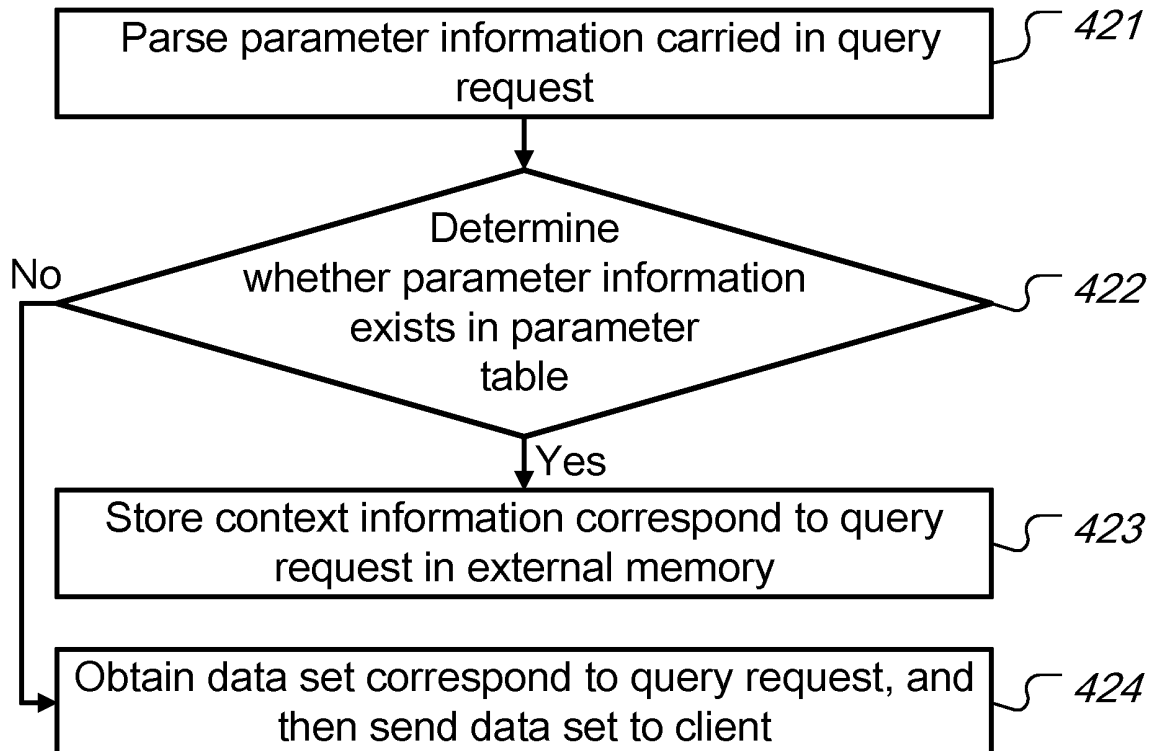 Parse parameter information carried in query
request
421
Determine
whether parameter information
exists in parameter
table
422
No
Yes
Store context information correspond to query
request in external memory
423
Obtain data set correspond to query request, and
then send data set to client
424